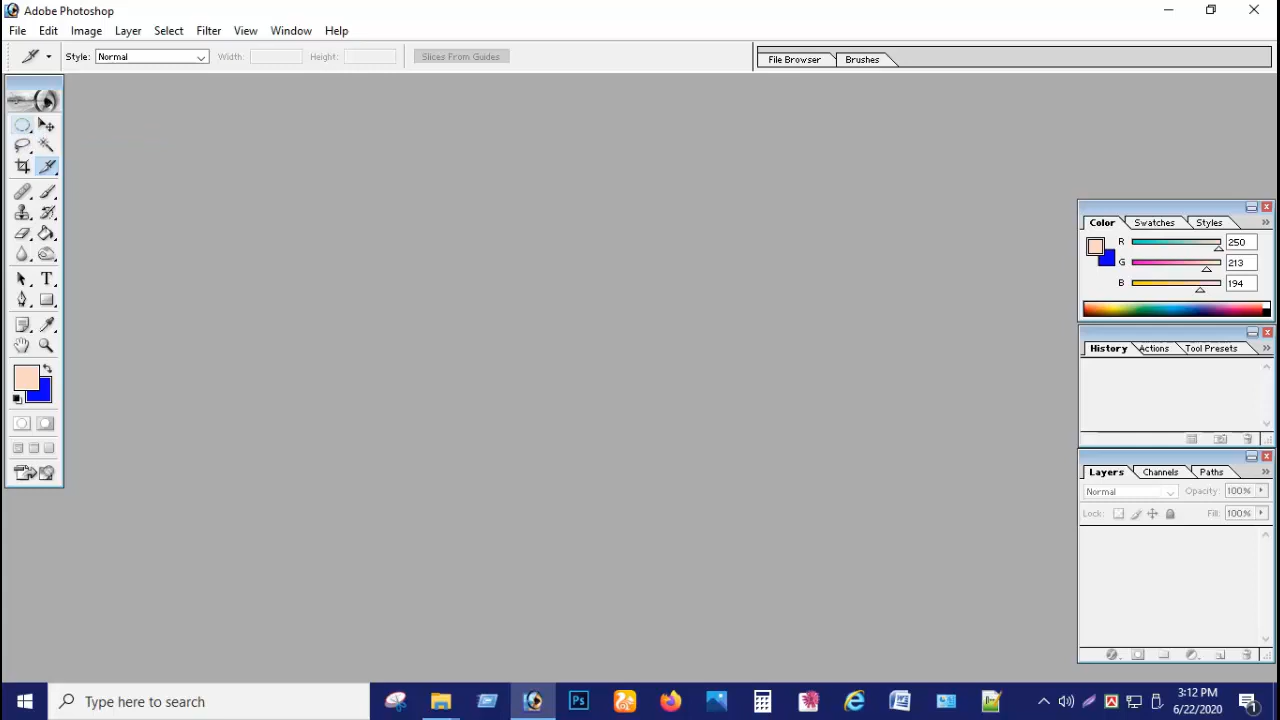 Adobe Photoshop
File Edit Image Layer Select Filter View Window Help
Style: Normal Width: Height: Slices From Guides File Browser Brushes
Color Swatches Styles
R 250
G 213
B 194
History Actions Tool Presets
Layers Channels Paths
Normal Opacity: 100%
Lock: Fill: 100%
T
Type here to search
Ps
3:12 PM
6/22/2020
1